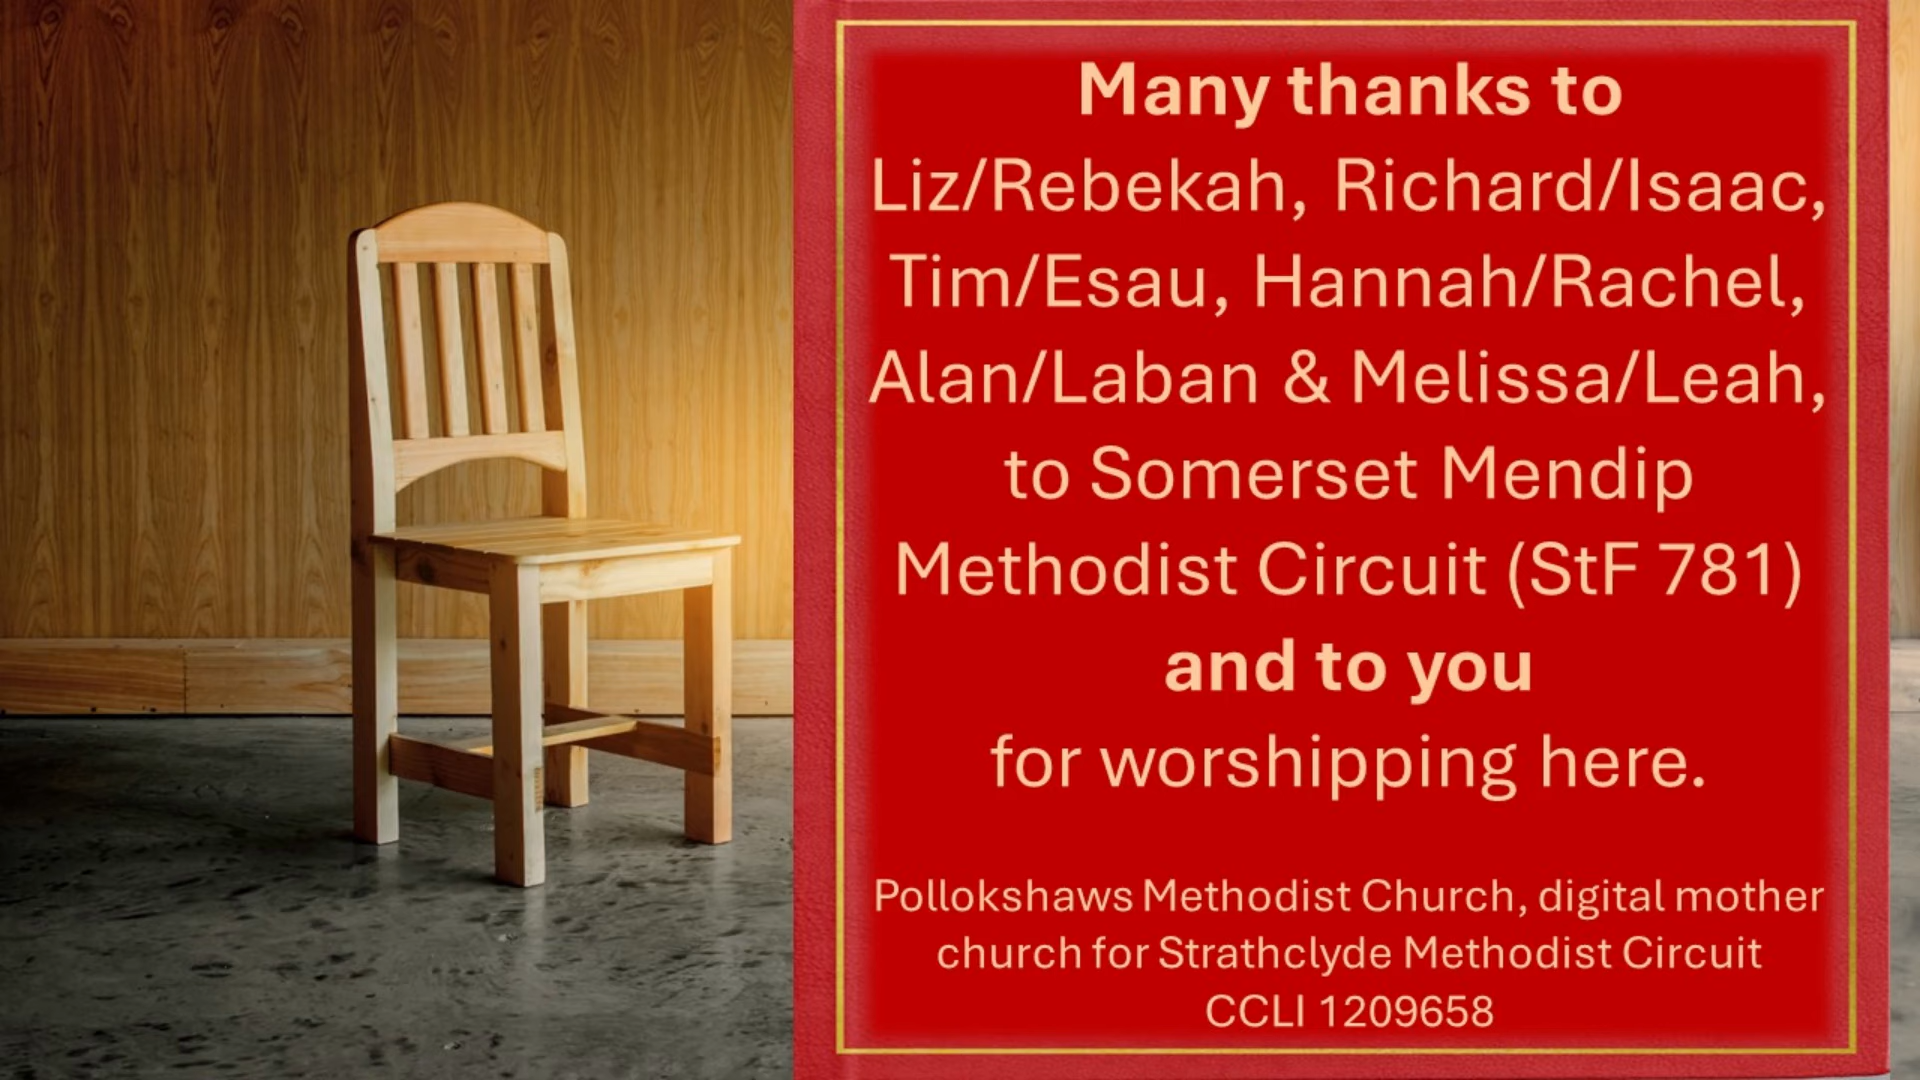 Many thanks to
Liz/Rebekah, Richard/Isaac,
Tim/Esau, Hannah/Rachel,
Alan/Laban & Melissa/Leah,
to Somerset Mendip
Methodist Circuit (StF 781)
and to you
for worshipping here.
Pollokshaws Methodist Church, digital mother
church for Strathclyde Methodist Circuit
CCLI 1209658